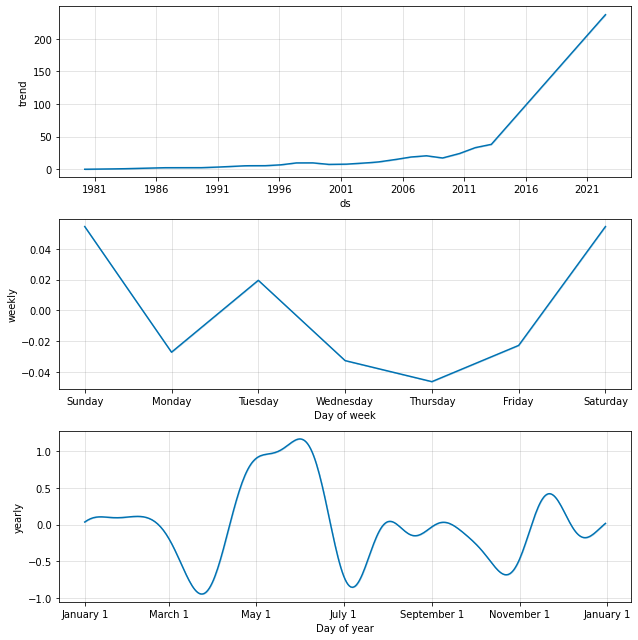 200
150
100
50
0
trend
1981 1986 1991 1996 2001 2006 2011 2016 2021
ds
0.04
0.02
0.00
−0.02
−0.04
weekly
Sunday Monday Tuesday Wednesday Thursday Friday Saturday
Day of week
1.0
0.5
0.0
−0.5
−1.0
yearly
January 1 March 1 May 1 July 1 September 1 November 1 January 1
Day of year